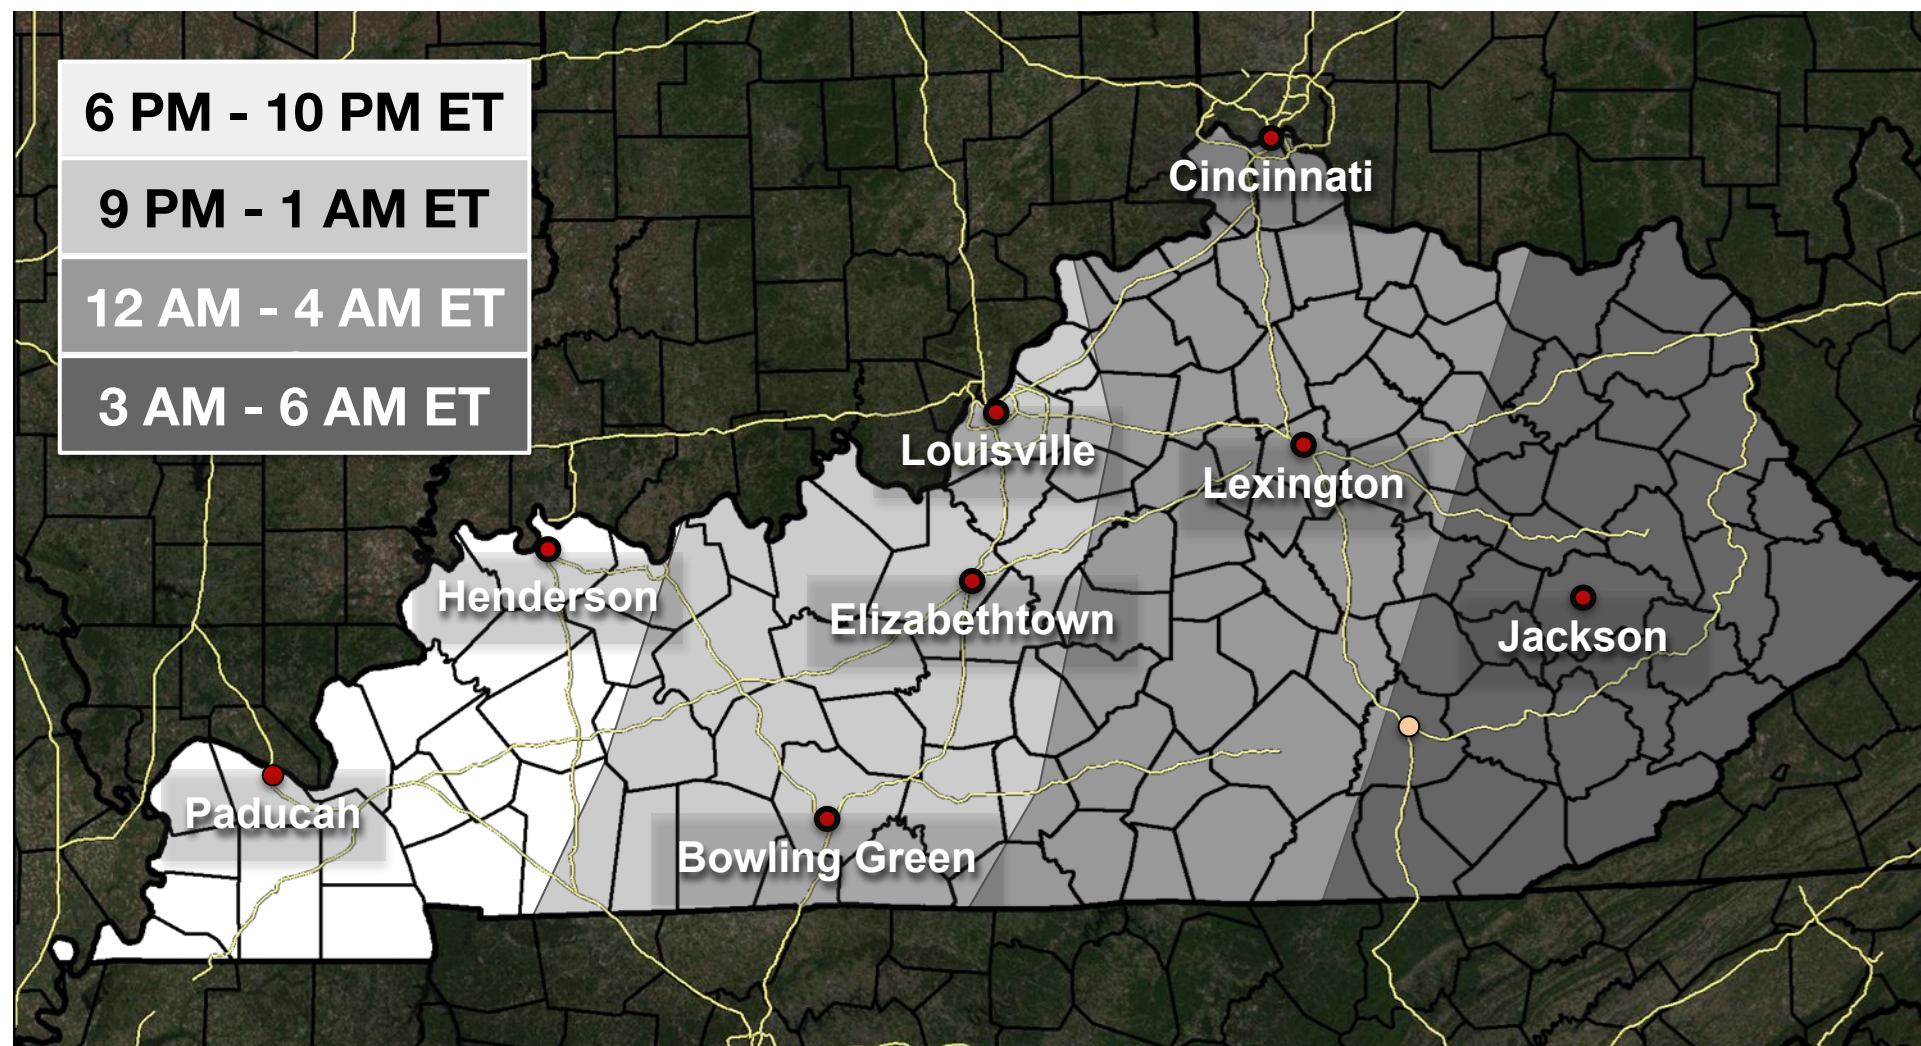 6 PM - 10 PM ET
9 PM - 1 AM ET
12 AM - 4 AM ET
3 AM - 6 AM ET
Cincinnati
Louisville
Lexington
Henderson
Elizabethtown
Jackson
Paducah
Bowling Green